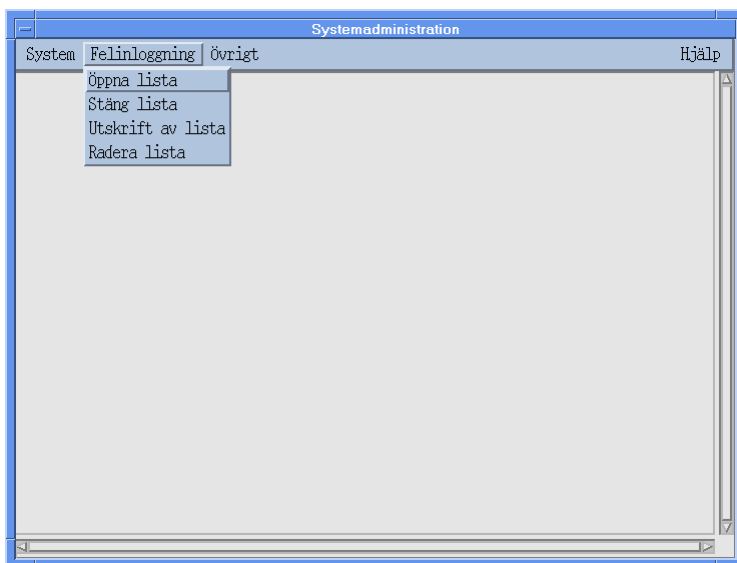 Systemadministration
System Felinloggning Övrigt Hjälp
Öppna lista
Stäng lista
Utskrift av lista
Radera lista